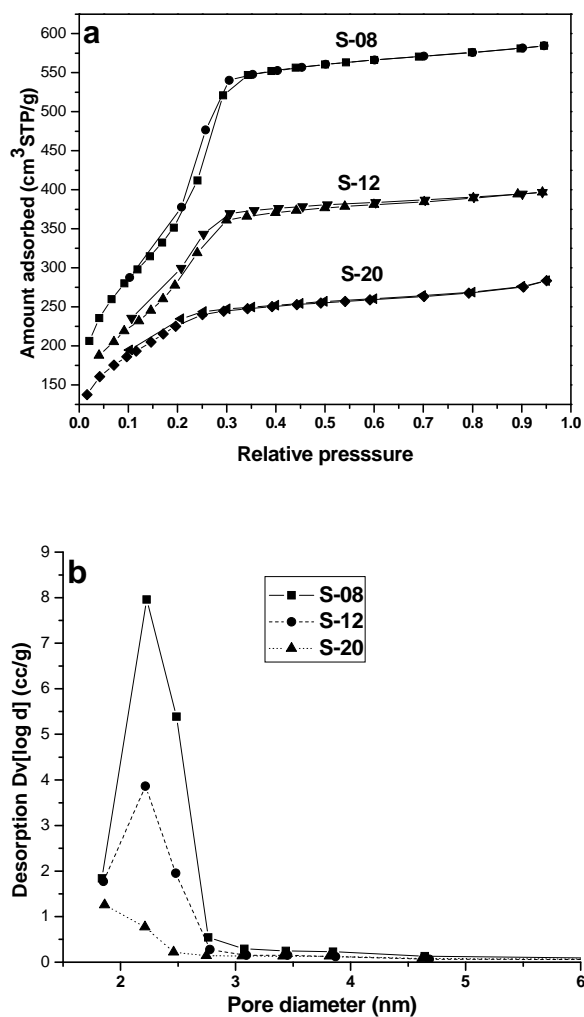 a
S-08
S-12
S-20
Amount adsorbed (cm³STP/g)
600
550
500
450
400
350
300
250
200
150
0.0 0.1 0.2 0.3 0.4 0.5 0.6 0.7 0.8 0.9 1.0
Relative presssure
b
S-08
S-12
S-20
Desorption Dv[log d] (cc/g)
9
8
7
6
5
4
3
2
1
0
2 3 4 5 6
Pore diameter (nm)